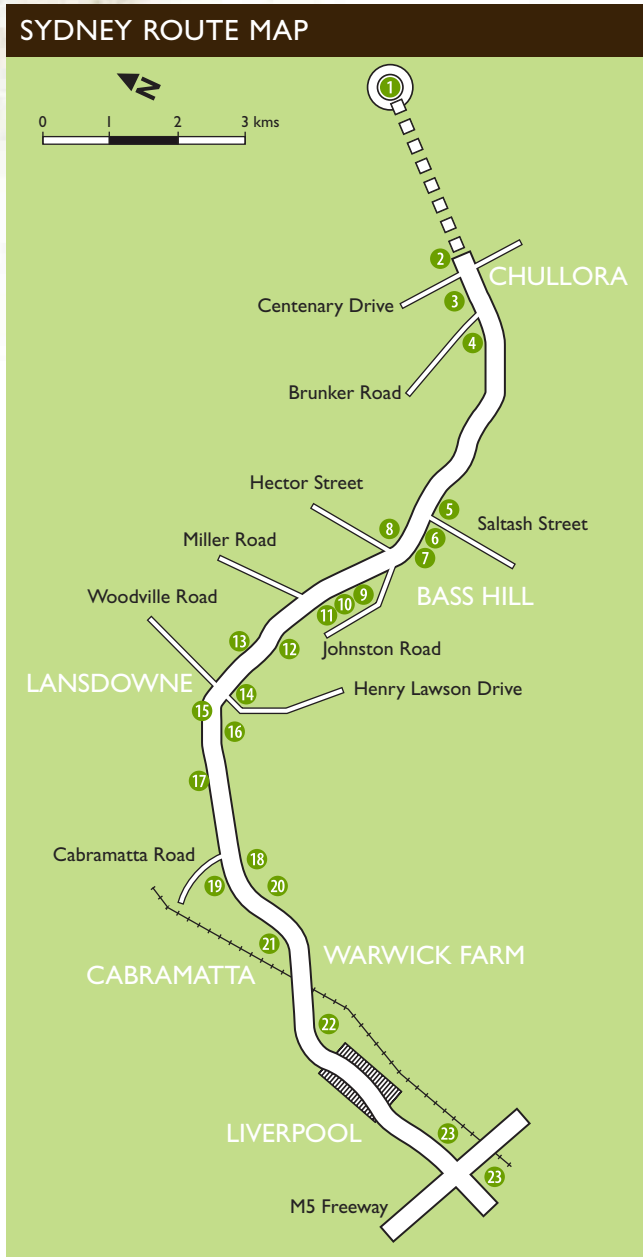 SYDNEY ROUTE MAP
N
0 1 2 3 kms
1
2
CHULLORA
Centenary Drive
3
4
Brunker Road
Hector Street
5
8
Saltash Street
6
Miller Road
7
BASS HILL
Woodville Road
9
10
11
13
12
Johnston Road
LANSDOWNE
14
Henry Lawson Drive
15
16
17
Cabramatta Road
18
19
20
21
WARWICK FARM
CABRAMATTA
22
LIVERPOOL
23
23
M5 Freeway